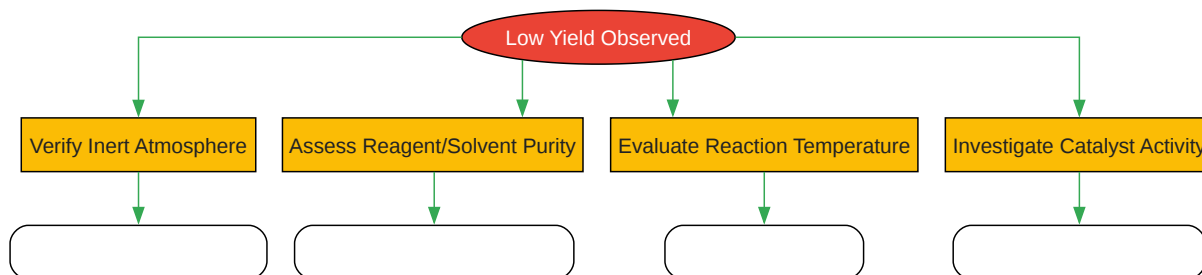 Low Yield Observed
Verify Inert Atmosphere
Assess Reagent/Solvent Purity
Evaluate Reaction Temperature
Investigate Catalyst Activity